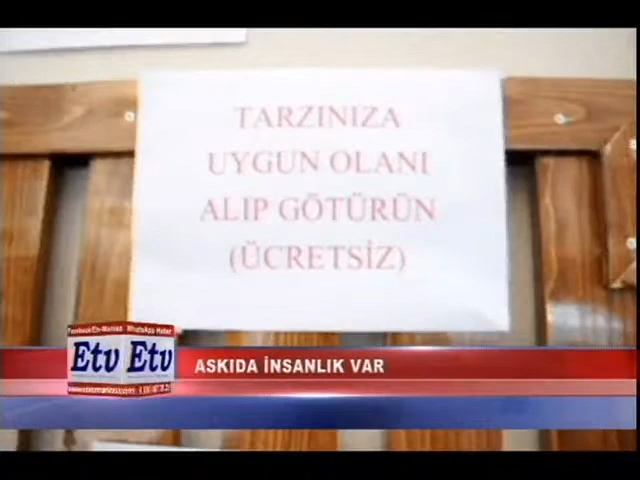 TARZINIZA
UYGUN OLANI
ALIP GÖTÜRÜN
(ÜCRETSİZ)
Etv Etv
ASKIDA İNSANLIK VAR